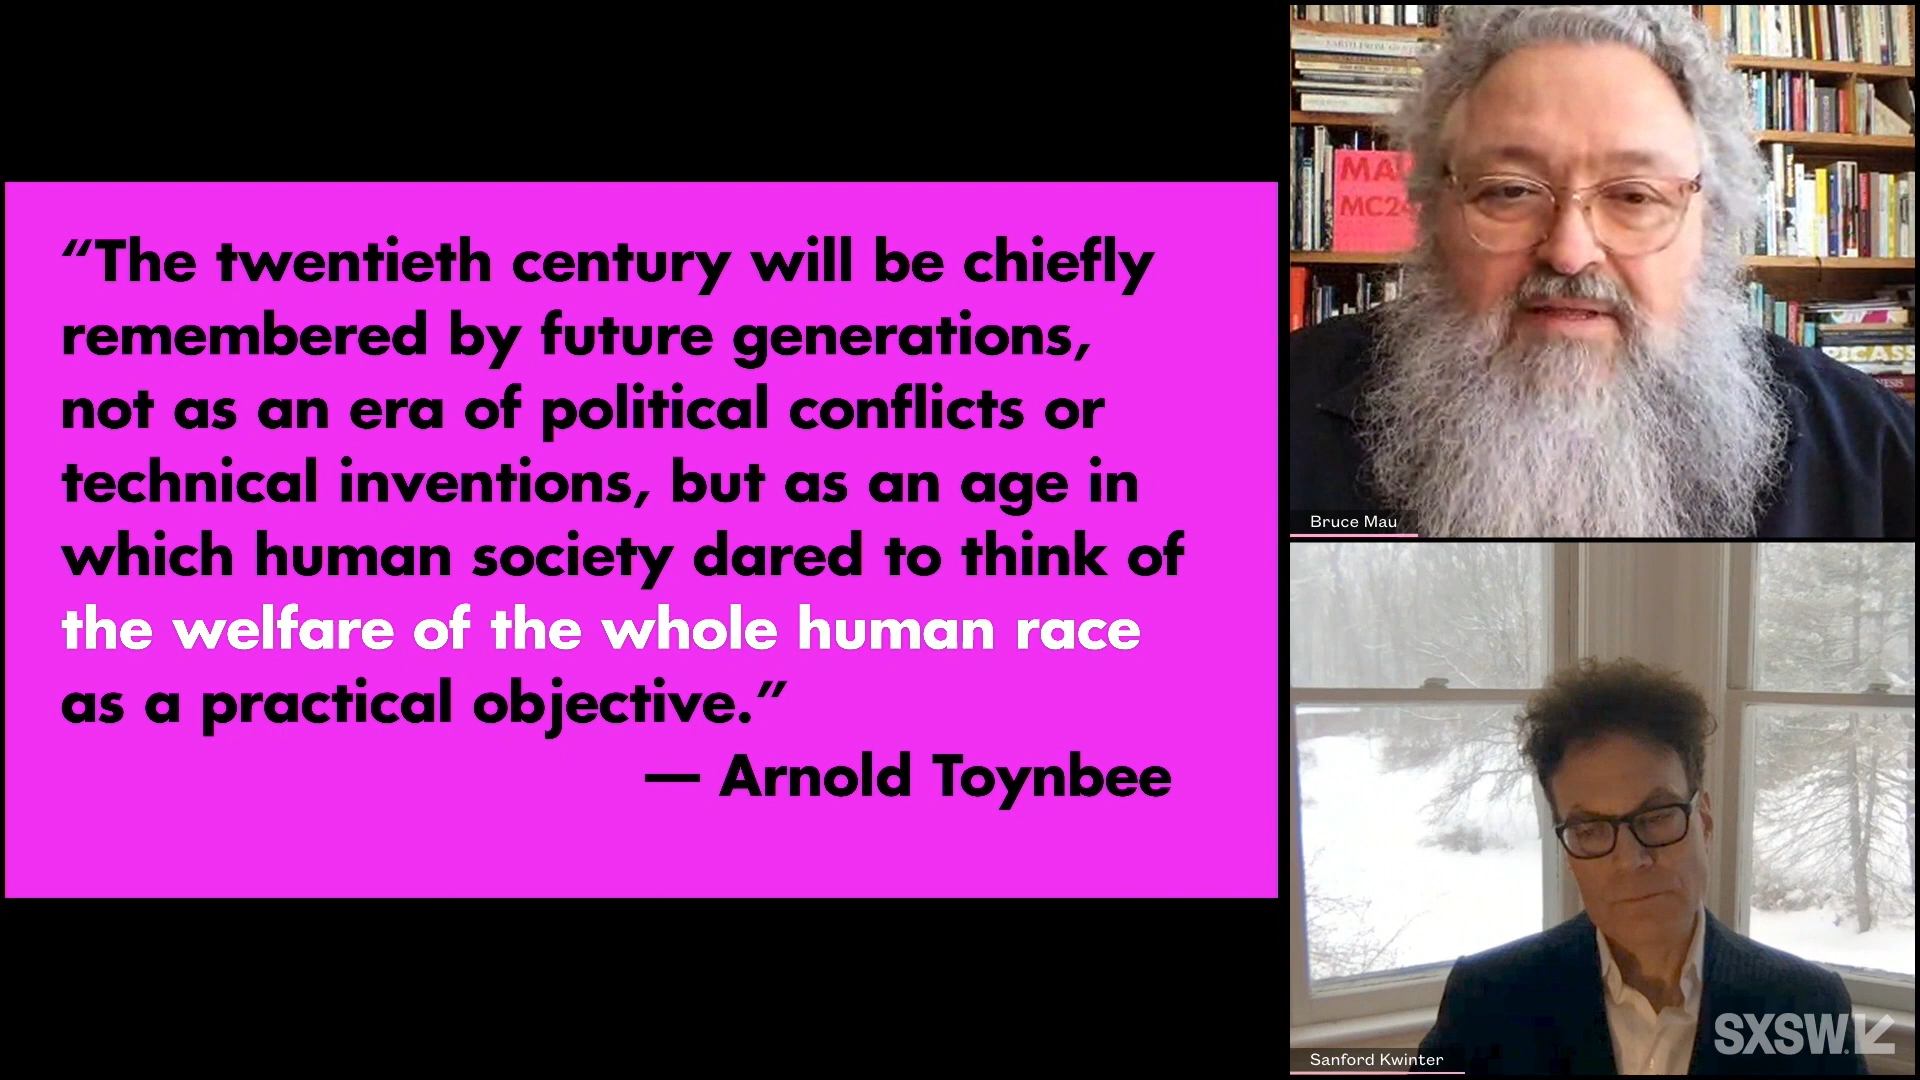 “The twentieth century will be chiefly
remembered by future generations,
not as an era of political conflicts or
technical inventions, but as an age in
which human society dared to think of
the welfare of the whole human race
as a practical objective.”
— Arnold Toynbee
MC24
Bruce Mau
Sanford Kwinter
SXSW